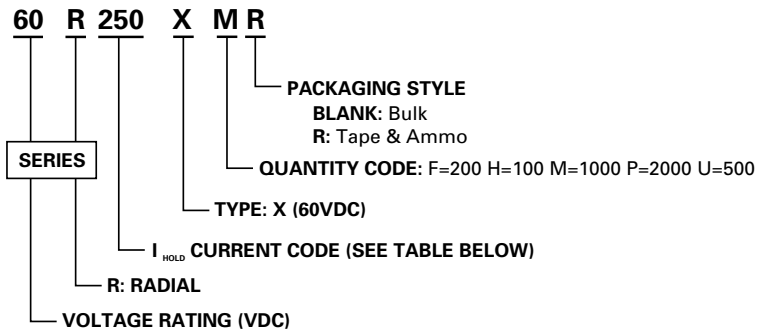 60 R 250 X M R
PACKAGING STYLE
BLANK: Bulk
R: Tape & Ammo
SERIES
QUANTITY CODE: F=200 H=100 M=1000 P=2000 U=500
TYPE: X (60VDC)
I HOLD CURRENT CODE (SEE TABLE BELOW)
R: RADIAL
VOLTAGE RATING (VDC)